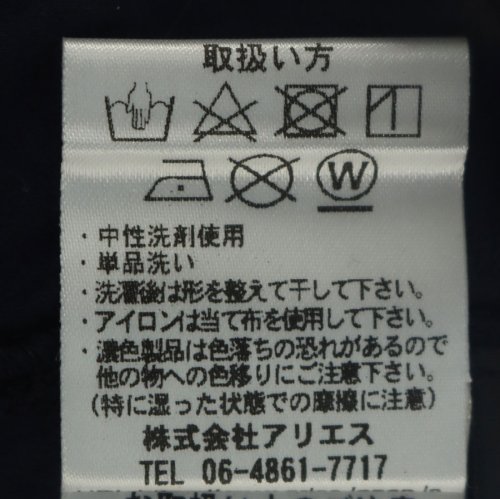 取扱い方
W
・中性洗剤使用
・単品洗い
・洗濯後は形を整えて干して下さい。
・アイロンは当て布を使用して下さい。
・濃色製品は色落ちの恐れがあるので
他の物への色移りにご注意下さい。
(特に湿った状態での摩擦に注意)
株式会社アリエス
TEL 06-4861-7717